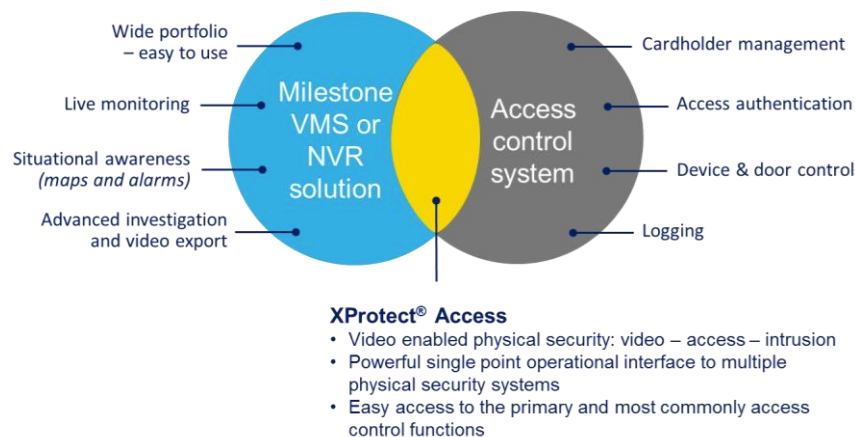 Wide portfolio
– easy to use
Live monitoring
Situational awareness
(maps and alarms)
Advanced investigation
and video export
Milestone
VMS or
NVR
solution
Access
control
system
Cardholder management
Access authentication
Device & door control
Logging
XProtect® Access
• Video enabled physical security: video – access – intrusion
• Powerful single point operational interface to multiple
physical security systems
• Easy access to the primary and most commonly access
control functions